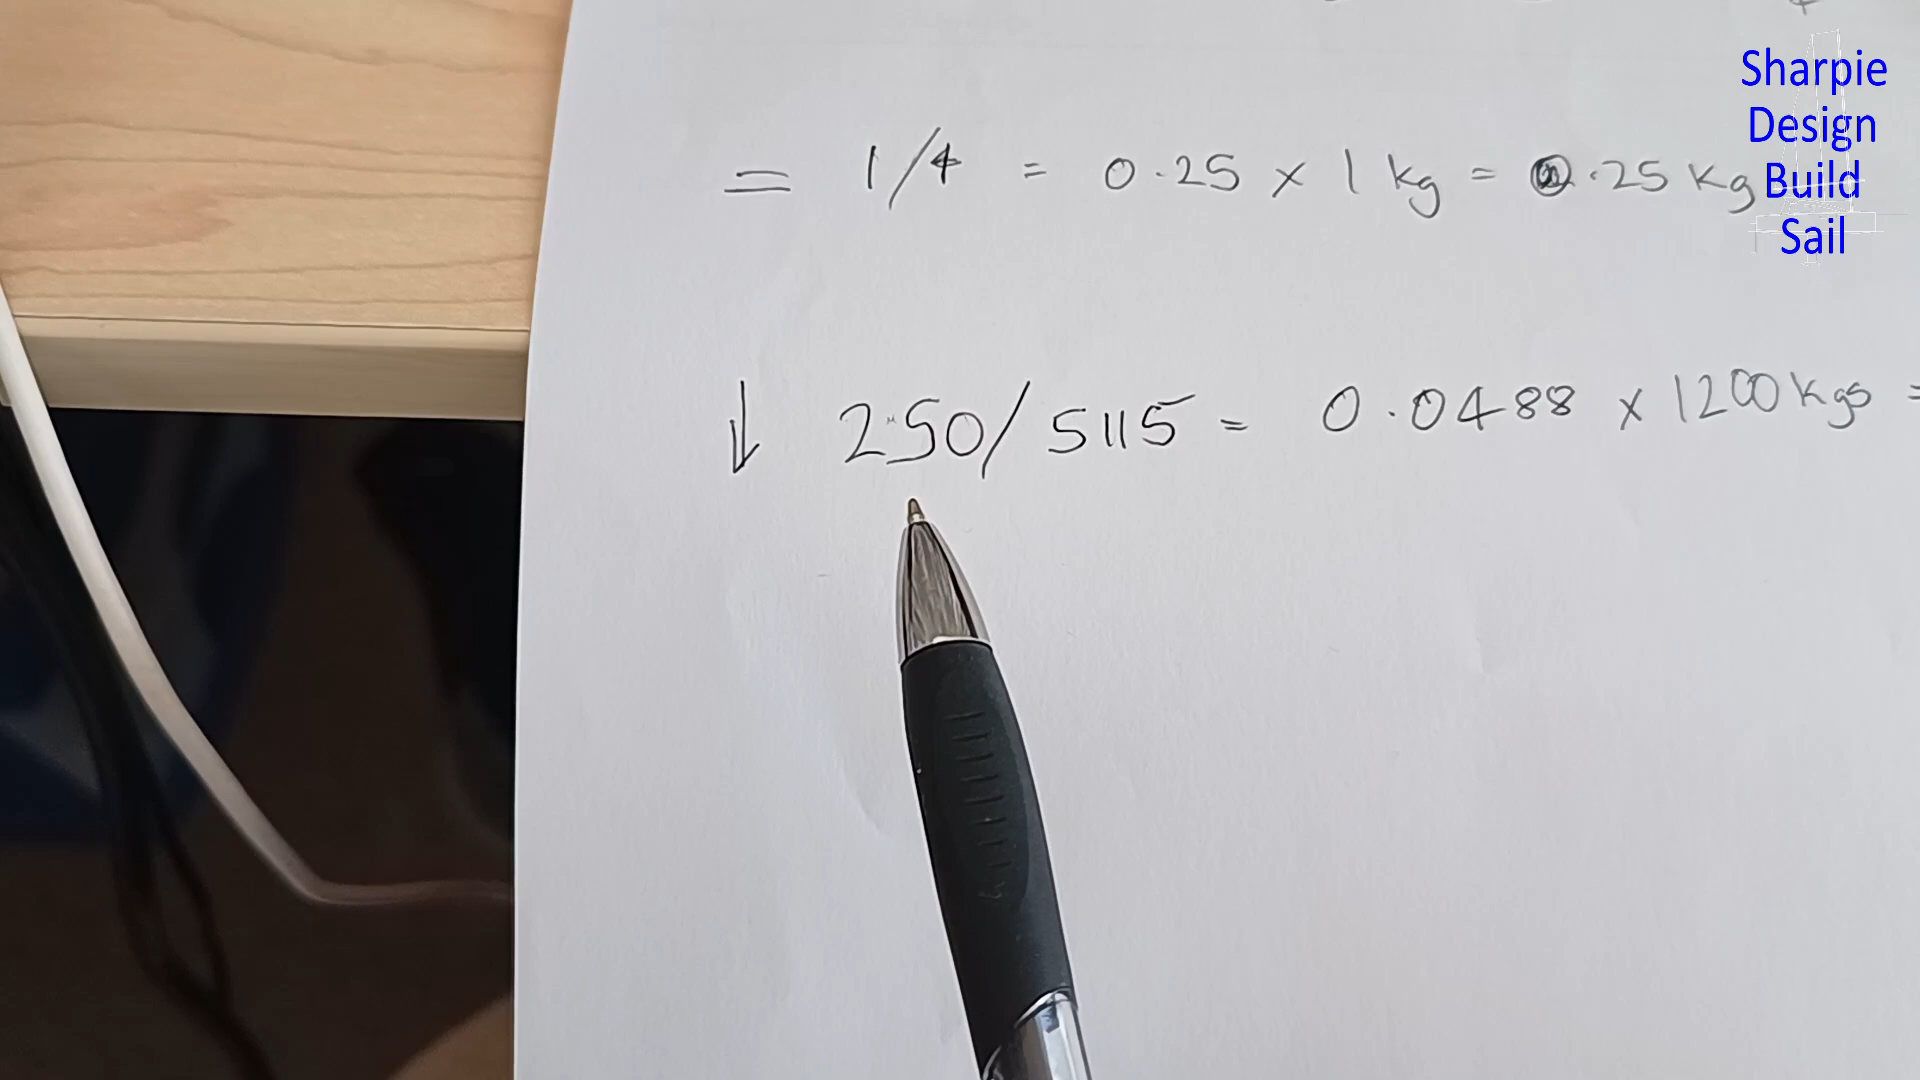 = 1/4 = 0.25 x 1 kg = 0.25 kg
↓ 250/5115 = 0.0488 x 1200 kgs =
Sharpie
Design
Build
Sail